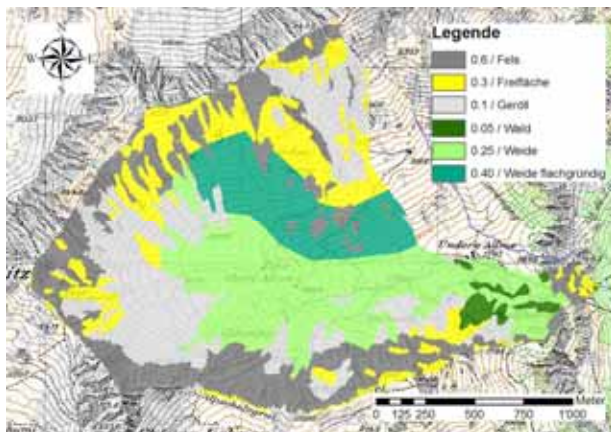 N
W E
S
Legende
0.6 / Fels
0.3 / Freifläche
0.1 / Geröll
0.05 / Wald
0.25 / Weide
0.40 / Weide flachgründig
itz
Meter
0 125 250 500 750 1'000